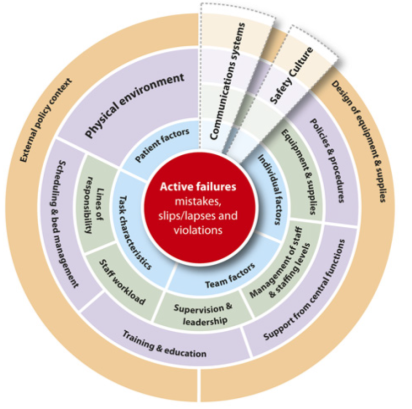 Active failures
mistakes,
slips/lapses and
violations
Patient factors
Individual factors
Team factors
Task characteristics
Equipment
& supplies
Management of staff
& staffing levels
Supervision &
leadership
Staff workload
Lines of
responsibility
Physical environment
Policies &
procedures
Support from central functions
Training & education
Scheduling &
bed management
External policy context
Design of equipment & supplies
Communications systems
Safety Culture